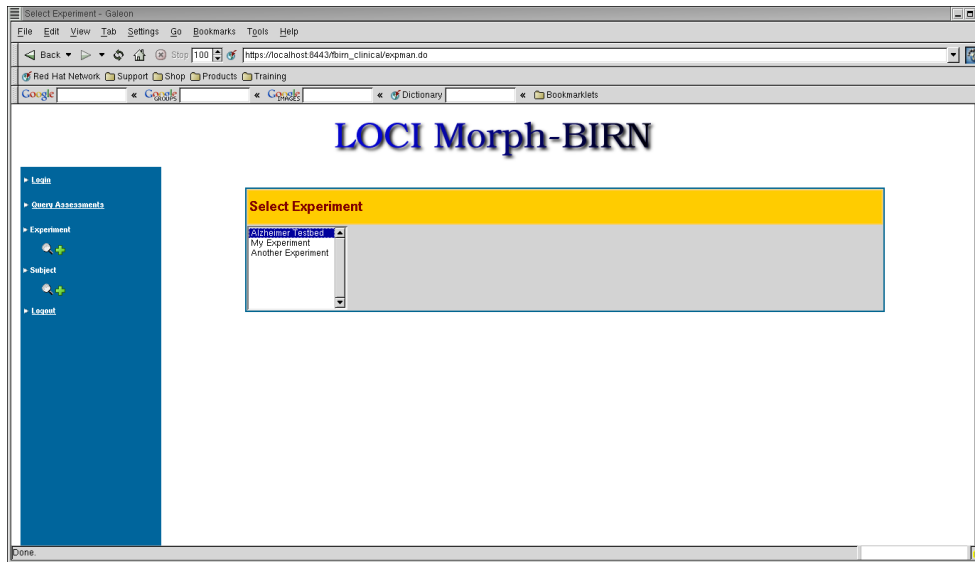 Select Experiment - Galeon
File Edit View Tab Settings Go Bookmarks Tools Help
Back Stop 100 https://localhost:8443/fbirn_clinical/expman.do
Red Hat Network Support Shop Products Training
Google « Google GROUPS « Google IMAGES « Dictionary « Bookmarklets
LOCI Morph-BIRN
Login
Query Assessments
Experiment
Subject
Logout
Select Experiment
Alzheimer Testbed
My Experiment
Another Experiment
Done.